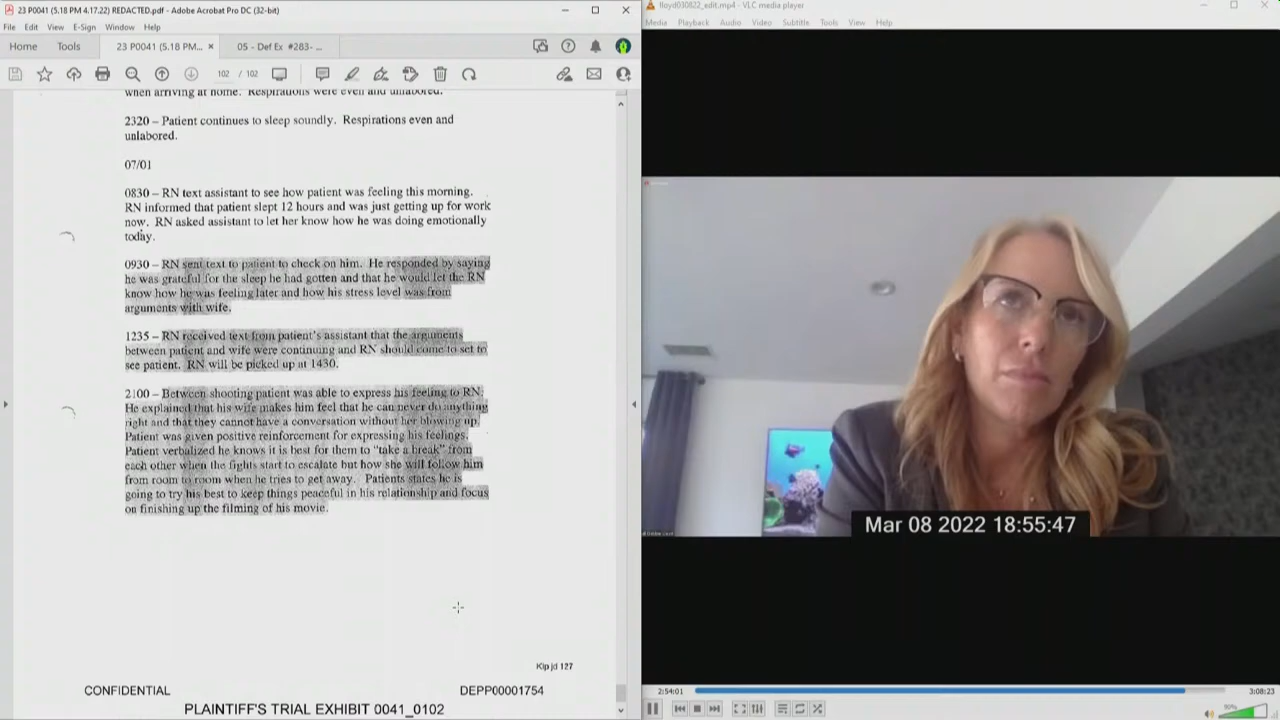 23 P0041 (5.18 PM 4.17.22) REDACTED.pdf - Adobe Acrobat Pro DC (32-bit)
File Edit View E-Sign Window Help
Home Tools 23 P0041 (5.18 PM... × 05 - Def Ex #283-...
102 / 102
when arriving at home. Respirations were even and unlabored.
2320 – Patient continues to sleep soundly. Respirations even and
unlabored.
07/01
0830 – RN text assistant to see how patient was feeling this morning.
RN informed that patient slept 12 hours and was just getting up for work
now. RN asked assistant to let her know how he was doing emotionally
today.
0930 – RN sent text to patient to check on him. He responded by saying
he was grateful for the sleep he had gotten and that he would let the RN
know how he was feeling later and how his stress level was from
arguments with wife.
1235 – RN received text from patient's assistant that the arguments
between patient and wife were continuing and RN should come to set to
see patient. RN will be picked up at 1430.
2100 – Between shooting patient was able to express his feeling to RN.
He explained that his wife makes him feel that he can never do anything
right and that they cannot have a conversation without her blowing up.
Patient was given positive reinforcement for expressing his feelings.
Patient verbalized he knows it is best for them to "take a break" from
each other when the fights start to escalate but how she will follow him
from room to room when he tries to get away. Patients states he is
going to try his best to keep things peaceful in his relationship and focus
on finishing up the filming of his movie.
Kip jd 127
CONFIDENTIAL DEPP00001754
PLAINTIFF'S TRIAL EXHIBIT 0041_0102
floyd030822_edit.mp4 - VLC media player
Media Playback Audio Video Subtitle Tools View Help
Mar 08 2022 18:55:47
2:54:01 3:08:23
90%